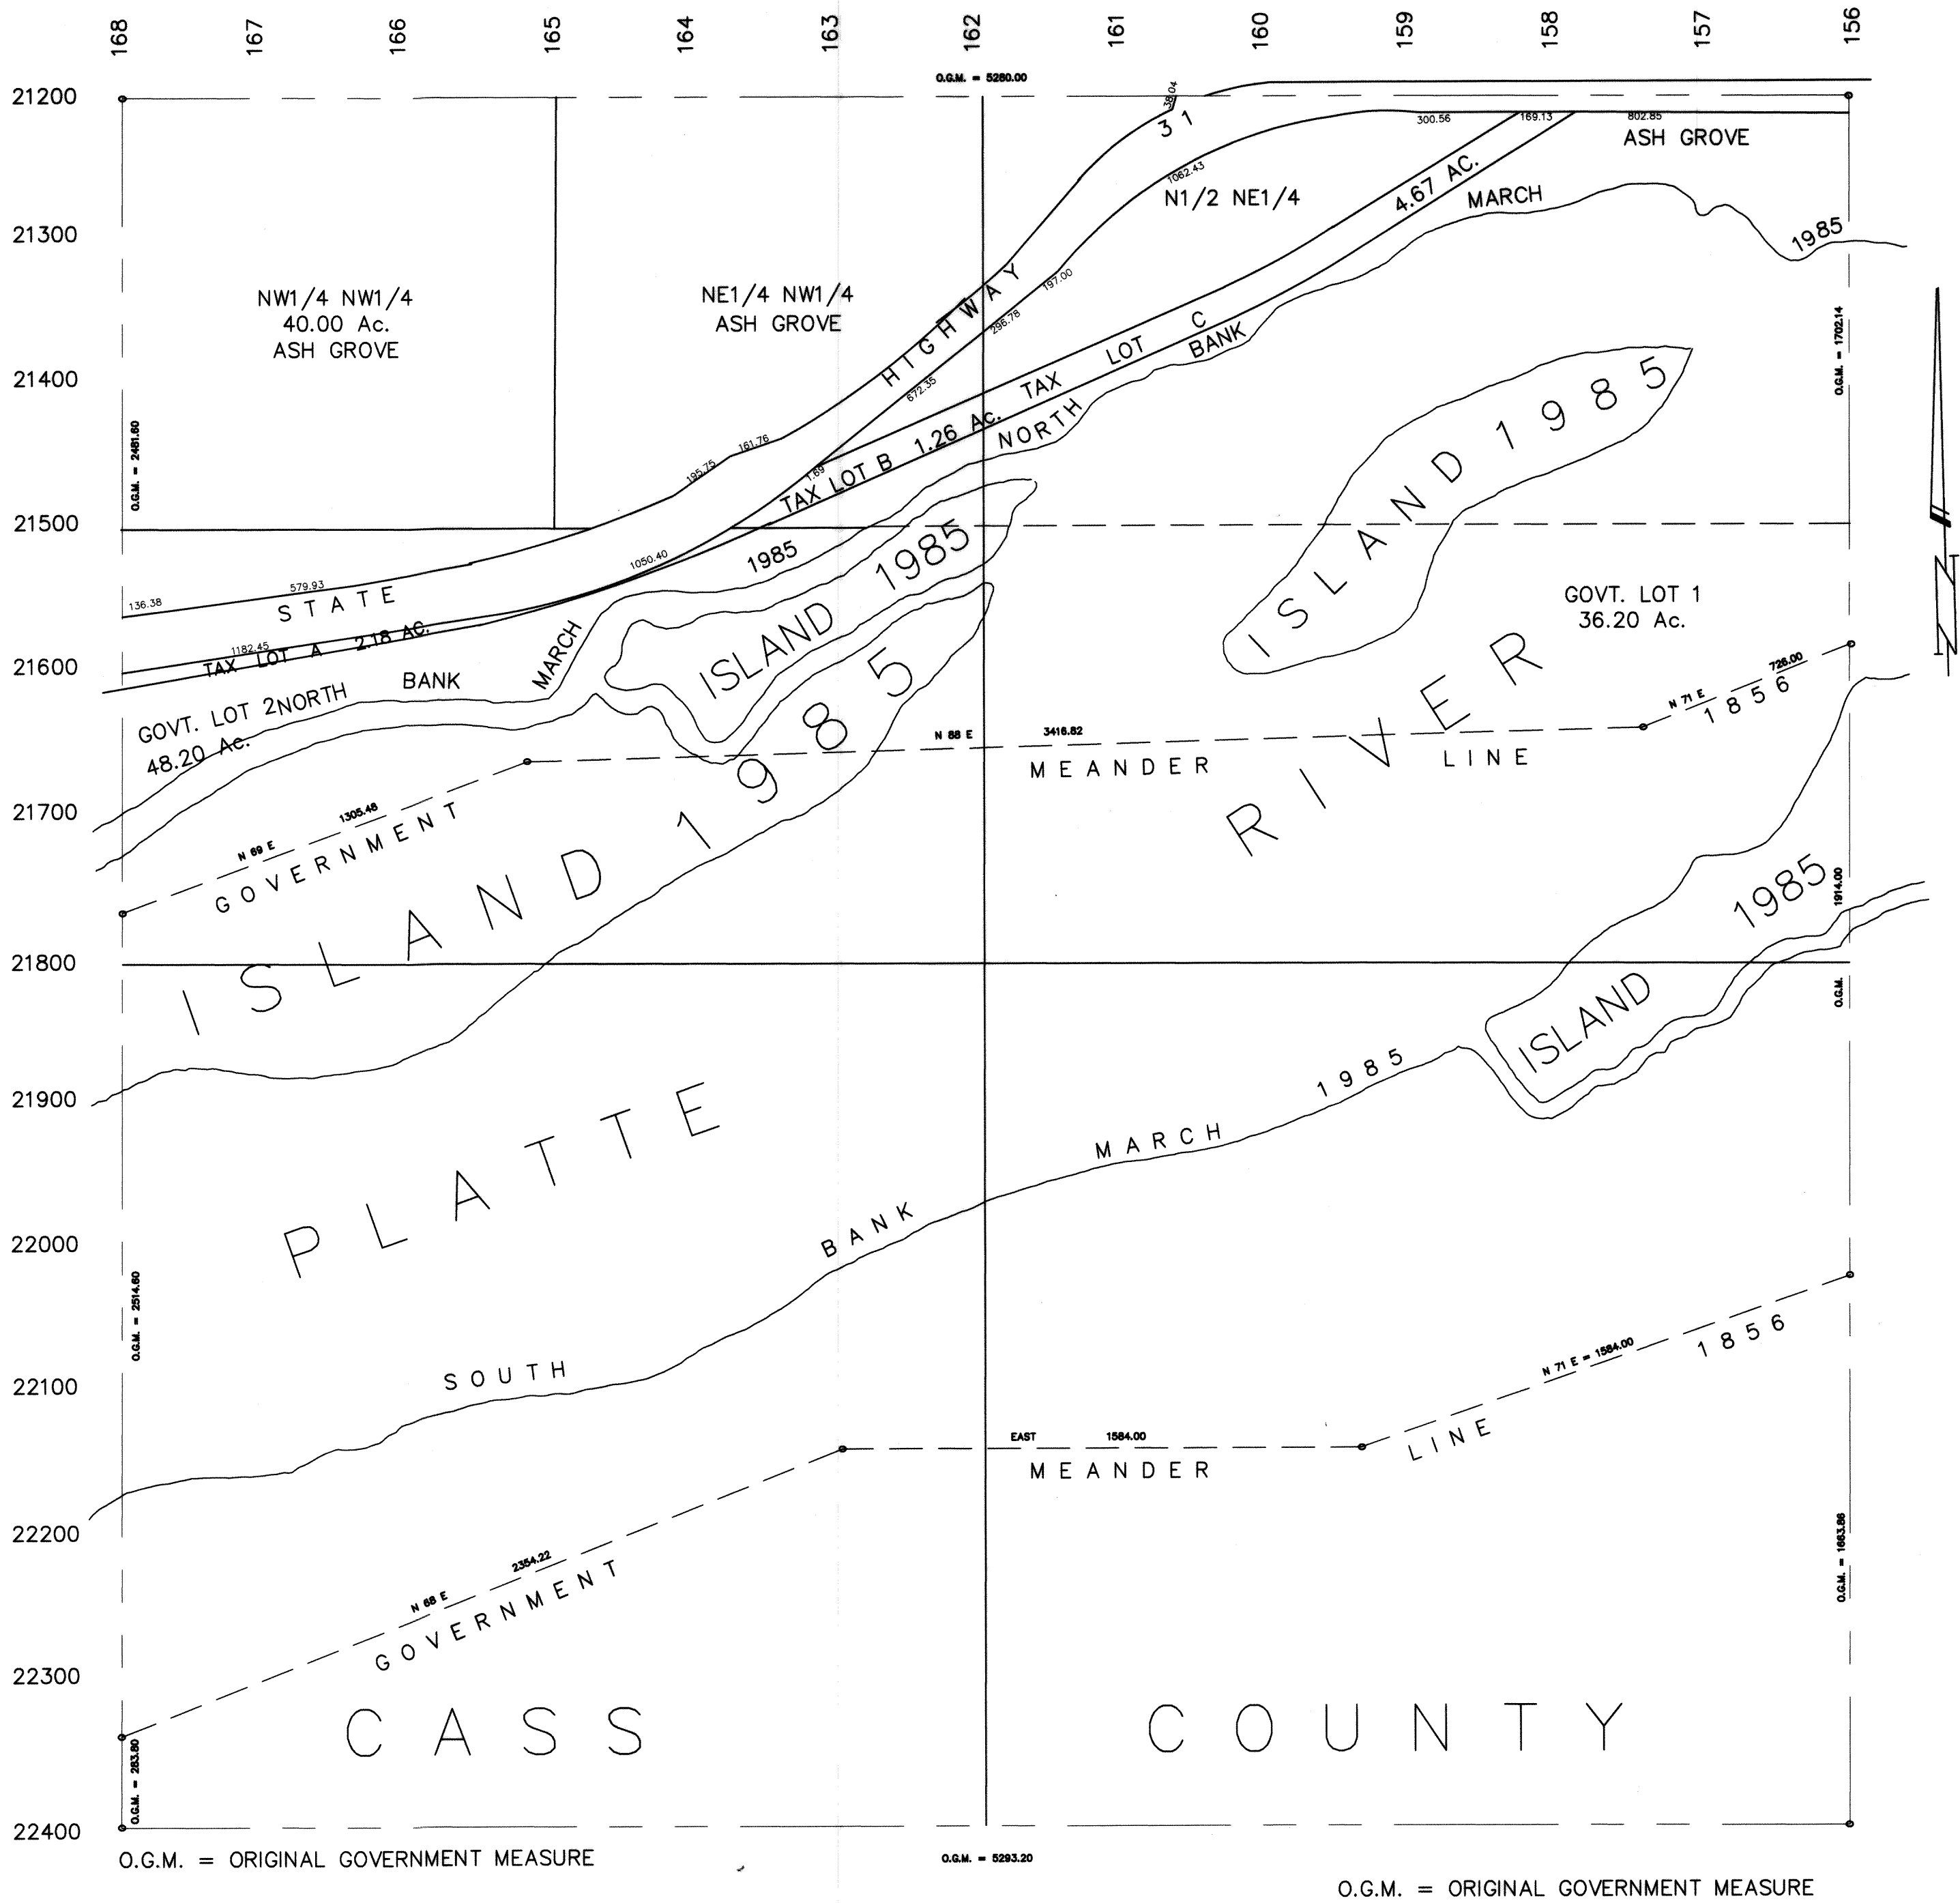 168 167 166 165 164 163 162 161 160 159 158 157 156
O.G.M. = 5280.00
21200
21300
21400
21500
21600
21700
21800
21900
22000
22100
22200
22300
22400
38.04
31
300.56
169.13
802.85
ASH GROVE
1062.43
N1/2 NE1/4
4.67 AC.
MARCH
1985
NW1/4 NW1/4
40.00 Ac.
ASH GROVE
NE1/4 NW1/4
ASH GROVE
HIGHWAY
197.00
296.78
672.35
TAX LOT C
BANK
NORTH
O.G.M. = 1702.14
O.G.M. = 2481.60
161.76
195.75
1.69
TAX LOT B 1.26 Ac.
ISLAND 1985
1050.40
1985
ISLAND 1985
136.38
579.93
STATE
1182.45
TAX LOT A 2.18 AC.
MARCH
BANK
GOVT. LOT 2 NORTH
48.20 Ac.
GOVT. LOT 1
36.20 Ac.
N 71 E 726.00
1856
N 88 E 3416.82
MEANDER LINE
N 69 E 1305.48
GOVERNMENT
ISLAND 1985
RIVER
1914.00
O.G.M.
1985
ISLAND
PLATTE
SOUTH BANK MARCH 1985
O.G.M. = 2514.60
N 71 E = 1584.00
1856
EAST 1584.00
MEANDER
LINE
N 68 E 2354.22
GOVERNMENT
O.G.M. = 1663.86
CASS COUNTY
O.G.M. = 283.80
O.G.M. = ORIGINAL GOVERNMENT MEASURE
O.G.M. = 5293.20
O.G.M. = ORIGINAL GOVERNMENT MEASURE
N